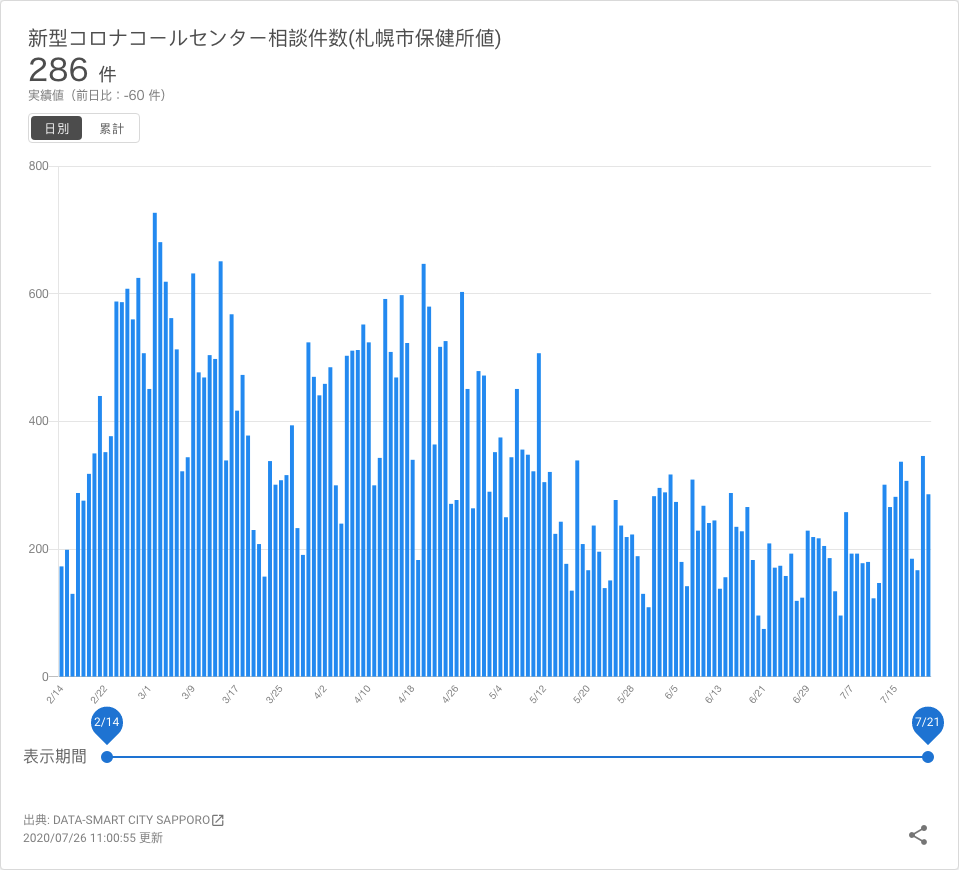 新型コロナコールセンター相談件数(札幌市保健所値)
286 件
実績値（前日比：-60 件）
日別 累計
800
600
400
200
0
2/14 2/22 3/1 3/9 3/17 3/25 4/2 4/10 4/18 4/26 5/4 5/12 5/20 5/28 6/5 6/13 6/21 6/29 7/7 7/15
2/14 7/21
表示期間
出典: DATA-SMART CITY SAPPORO
2020/07/26 11:00:55 更新